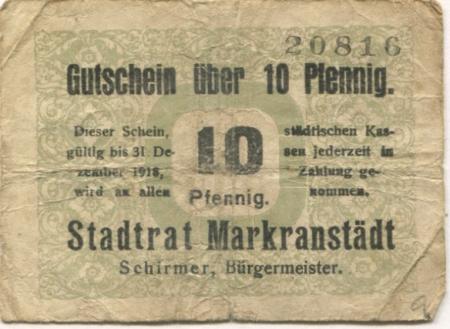 20816
Gutschein über 10 Pfennig.
Dieser Schein,
gültig bis 31 De-
zember 1918,
wird an allen
10
Pfennig.
städtischen Kas-
sen jederzeit in
Zahlung ge-
nommen.
Stadtrat Markranstädt
Schirmer, Bürgermeister.
9